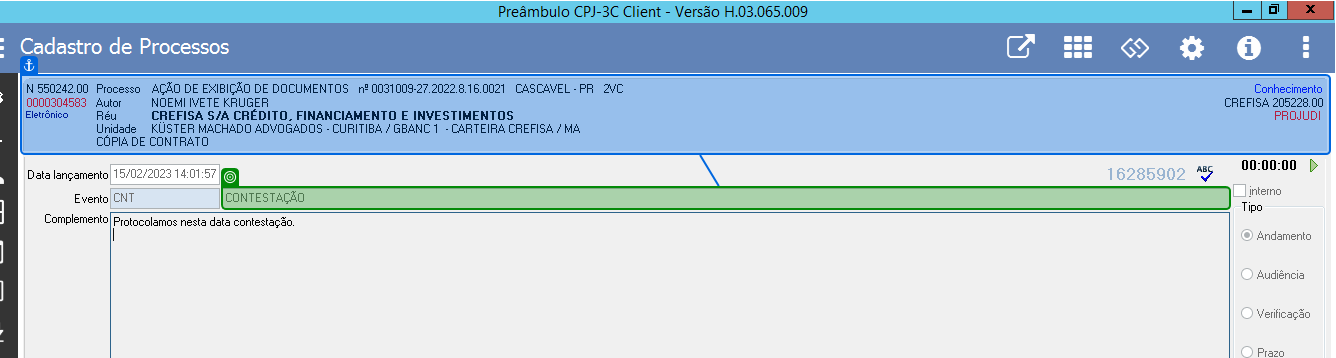 Preâmbulo CPJ-3C Client - Versão H.03.065.009
Cadastro de Processos
N 550242.00 Processo AÇÃO DE EXIBIÇÃO DE DOCUMENTOS nº 0031009-27.2022.8.16.0021 CASCAVEL - PR 2VC Conhecimento
0000304583 Autor NOEMI IVETE KRUGER CREFISA 205228.00
Eletrônico Réu CREFISA S/A CRÉDITO, FINANCIAMENTO E INVESTIMENTOS PROJUDI
Unidade KÜSTER MACHADO ADVOGADOS - CURITIBA / GBANC 1 - CARTEIRA CREFISA / MA
CÓPIA DE CONTRATO
Data lançamento 15/02/2023 14:01:57 16285902 ABC 00:00:00
Evento CNT CONTESTAÇÃO interno
Complemento Protocolamos nesta data contestação. Tipo
Andamento
Audiência
Verificação
Prazo